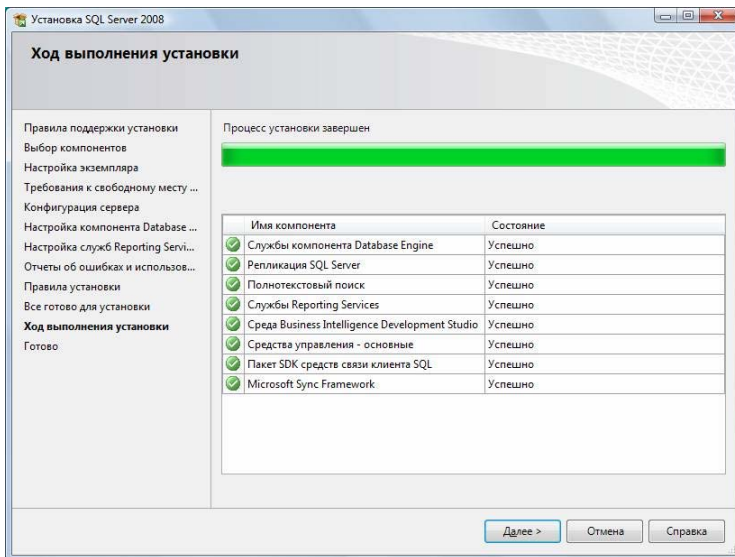 Установка SQL Server 2008
Ход выполнения установки
Правила поддержки установки
Выбор компонентов
Настройка экземпляра
Требования к свободному месту ...
Конфигурация сервера
Настройка компонента Database ...
Настройка служб Reporting Servi...
Отчеты об ошибках и использов...
Правила установки
Все готово для установки
Ход выполнения установки
Готово
Процесс установки завершен
Имя компонента Состояние
Службы компонента Database Engine Успешно
Репликация SQL Server Успешно
Полнотекстовый поиск Успешно
Службы Reporting Services Успешно
Среда Business Intelligence Development Studio Успешно
Средства управления - основные Успешно
Пакет SDK средств связи клиента SQL Успешно
Microsoft Sync Framework Успешно
Далее > Отмена Справка